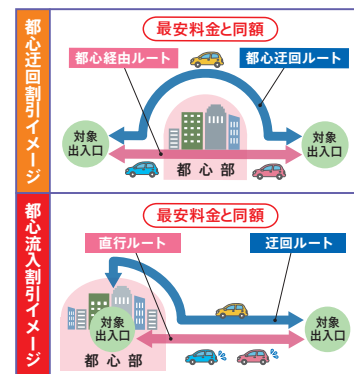 都心迂回割引イメージ
最安料金と同額
都心経由ルート
都心迂回ルート
対象
出入口
対象
出入口
都心部
都心流入割引イメージ
最安料金と同額
直行ルート
迂回ルート
対象
出入口
対象
出入口
都心部